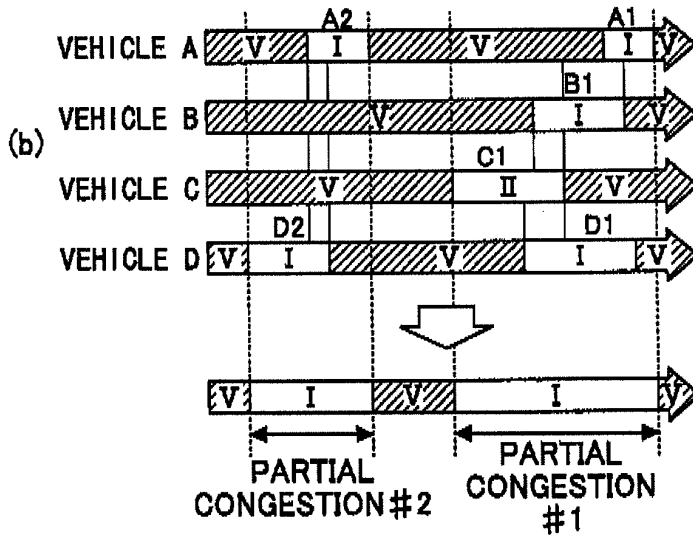 A2 A1
VEHICLE A V I V I V
B1
VEHICLE B V I V
(b)
C1
VEHICLE C V II V
D2 D1
VEHICLE D V I V I V
V I V I V
PARTIAL CONGESTION #2
PARTIAL CONGESTION #1